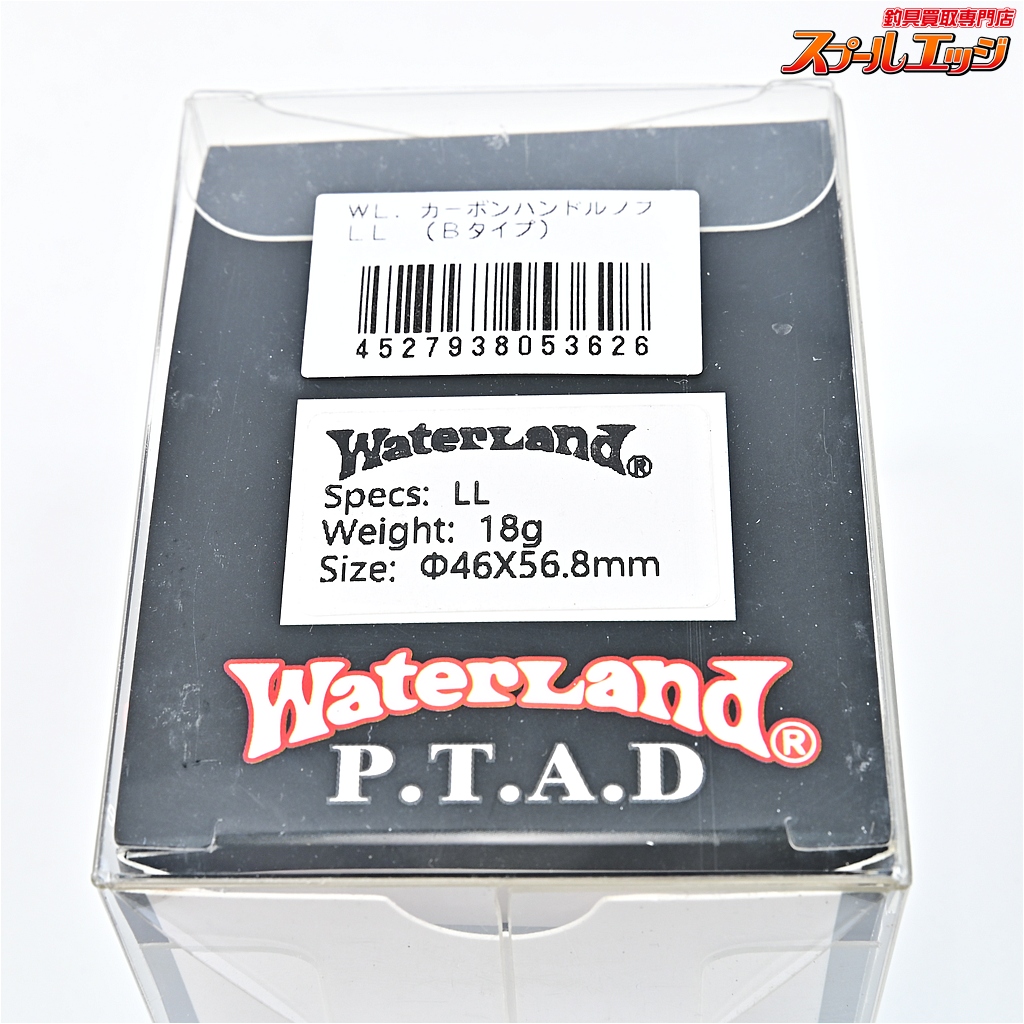 釣具買取専門店
スプールエッジ
WL. カーボンハンドルノブ
LL （Bタイプ）
4527938053626
WaterLand®
Specs: LL
Weight: 18g
Size: Φ46X56.8mm
WaterLand®
P.T.A.D